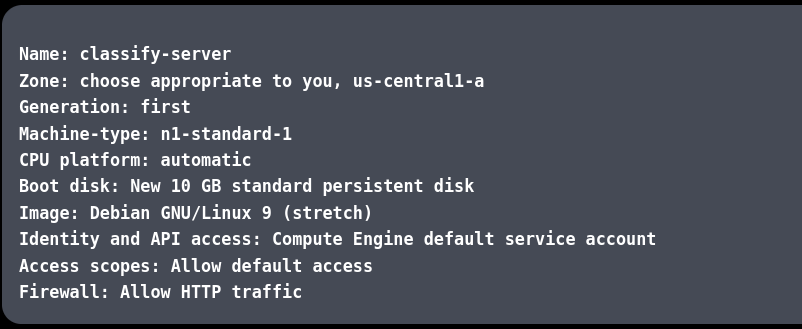 Name: classify-server
Zone: choose appropriate to you, us-central1-a
Generation: first
Machine-type: n1-standard-1
CPU platform: automatic
Boot disk: New 10 GB standard persistent disk
Image: Debian GNU/Linux 9 (stretch)
Identity and API access: Compute Engine default service account
Access scopes: Allow default access
Firewall: Allow HTTP traffic